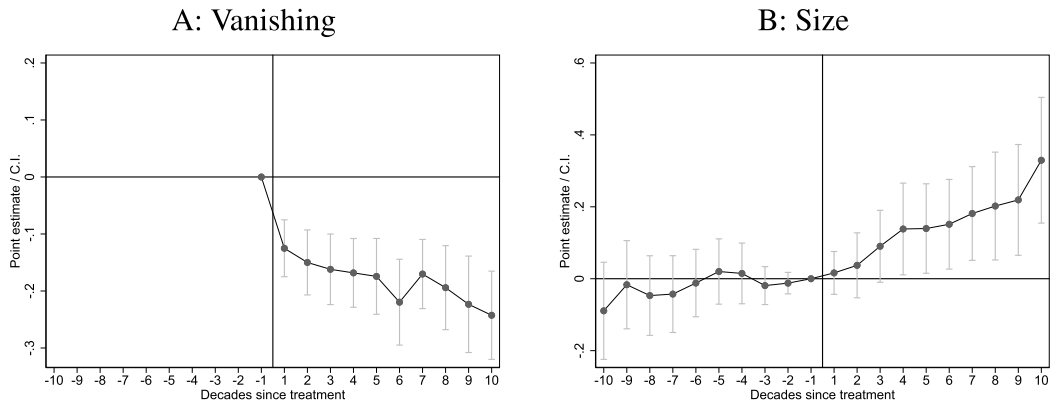 A: Vanishing
Point estimate / C.I.
.2
.1
0
-.1
-.2
-.3
-10 -9 -8 -7 -6 -5 -4 -3 -2 -1 1 2 3 4 5 6 7 8 9 10
Decades since treatment
B: Size
Point estimate / C.I.
.6
.4
.2
0
-.2
-10 -9 -8 -7 -6 -5 -4 -3 -2 -1 1 2 3 4 5 6 7 8 9 10
Decades since treatment